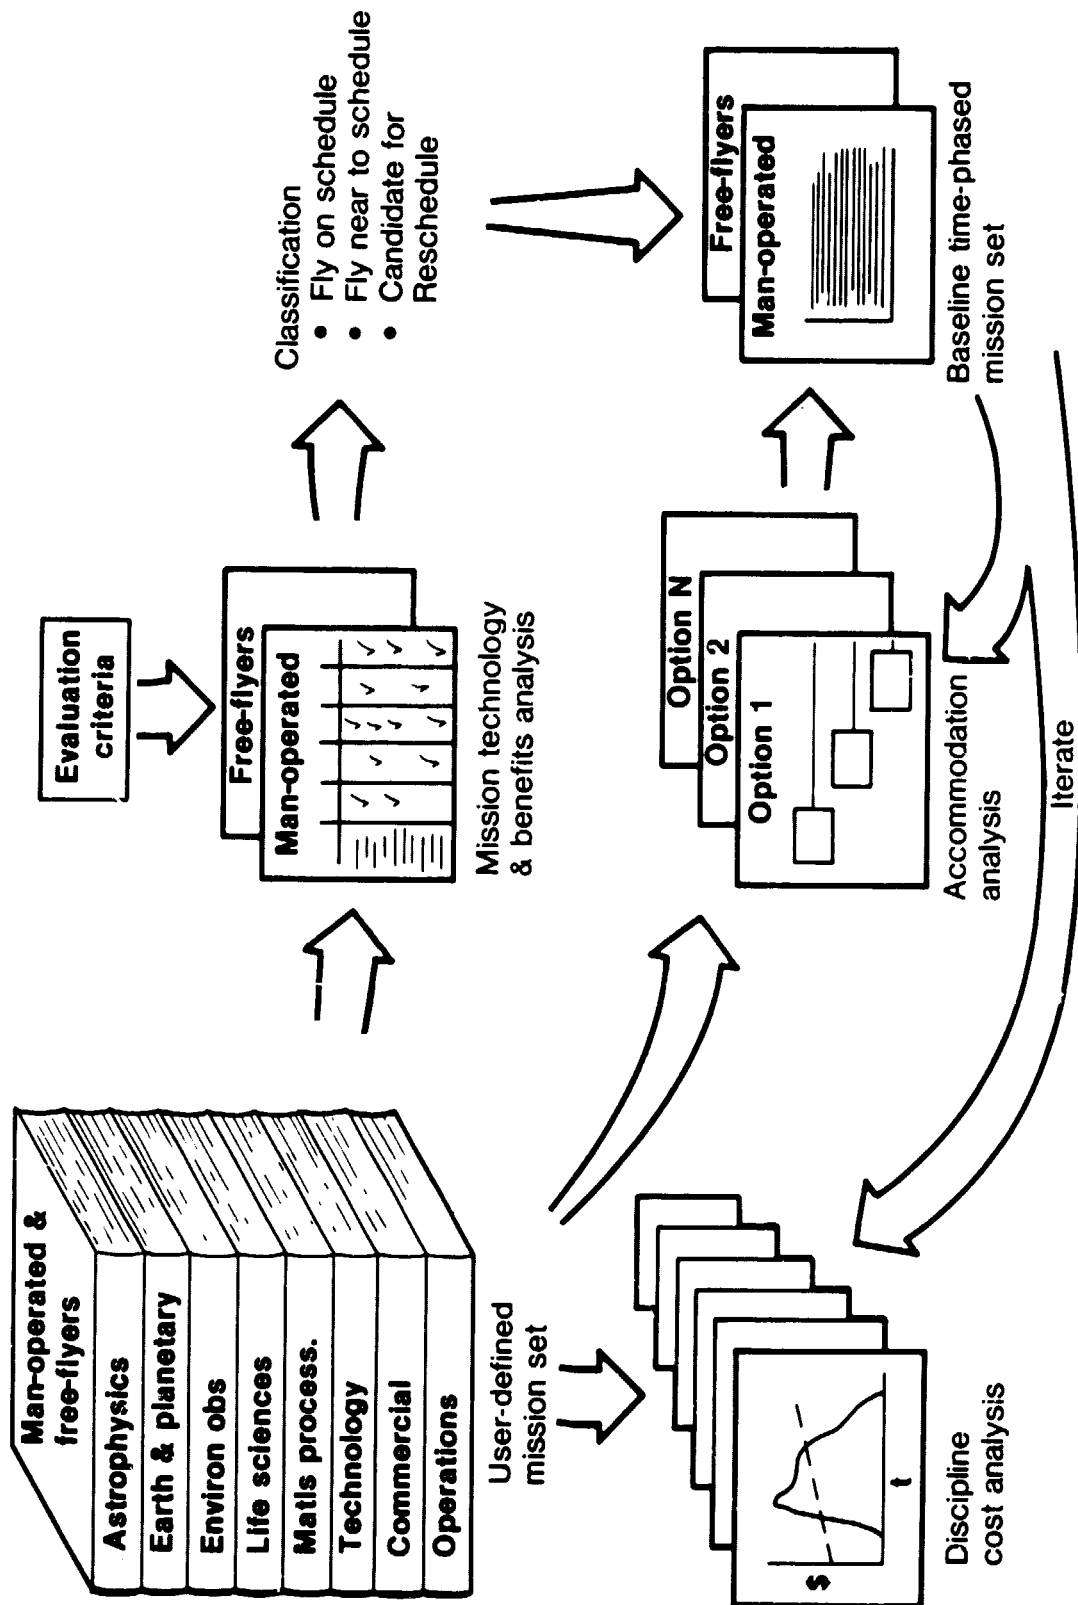 Man-operated &
free-flyers
Astrophysics
Earth & planetary
Environ obs
Life sciences
Matls process.
Technology
Commercial
Operations
User-defined
mission set
Evaluation
criteria
Free-flyers
Man-operated
Mission technology
& benefits analysis
Classification
• Fly on schedule
• Fly near to schedule
• Candidate for
Reschedule
$
t
Discipline
cost analysis
Option N
Option 2
Option 1
Accommodation
analysis
Free-flyers
Man-operated
Baseline time-phased
mission set
Iterate